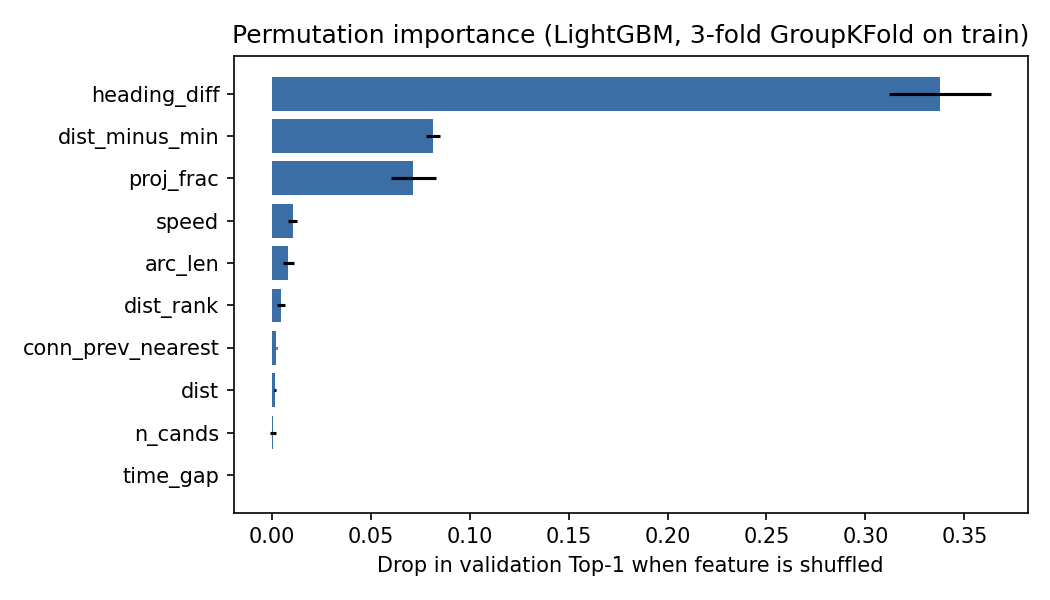 Permutation importance (LightGBM, 3-fold GroupKFold on train)
heading_diff
dist_minus_min
proj_frac
speed
arc_len
dist_rank
conn_prev_nearest
dist
n_cands
time_gap
0.00 0.05 0.10 0.15 0.20 0.25 0.30 0.35
Drop in validation Top-1 when feature is shuffled